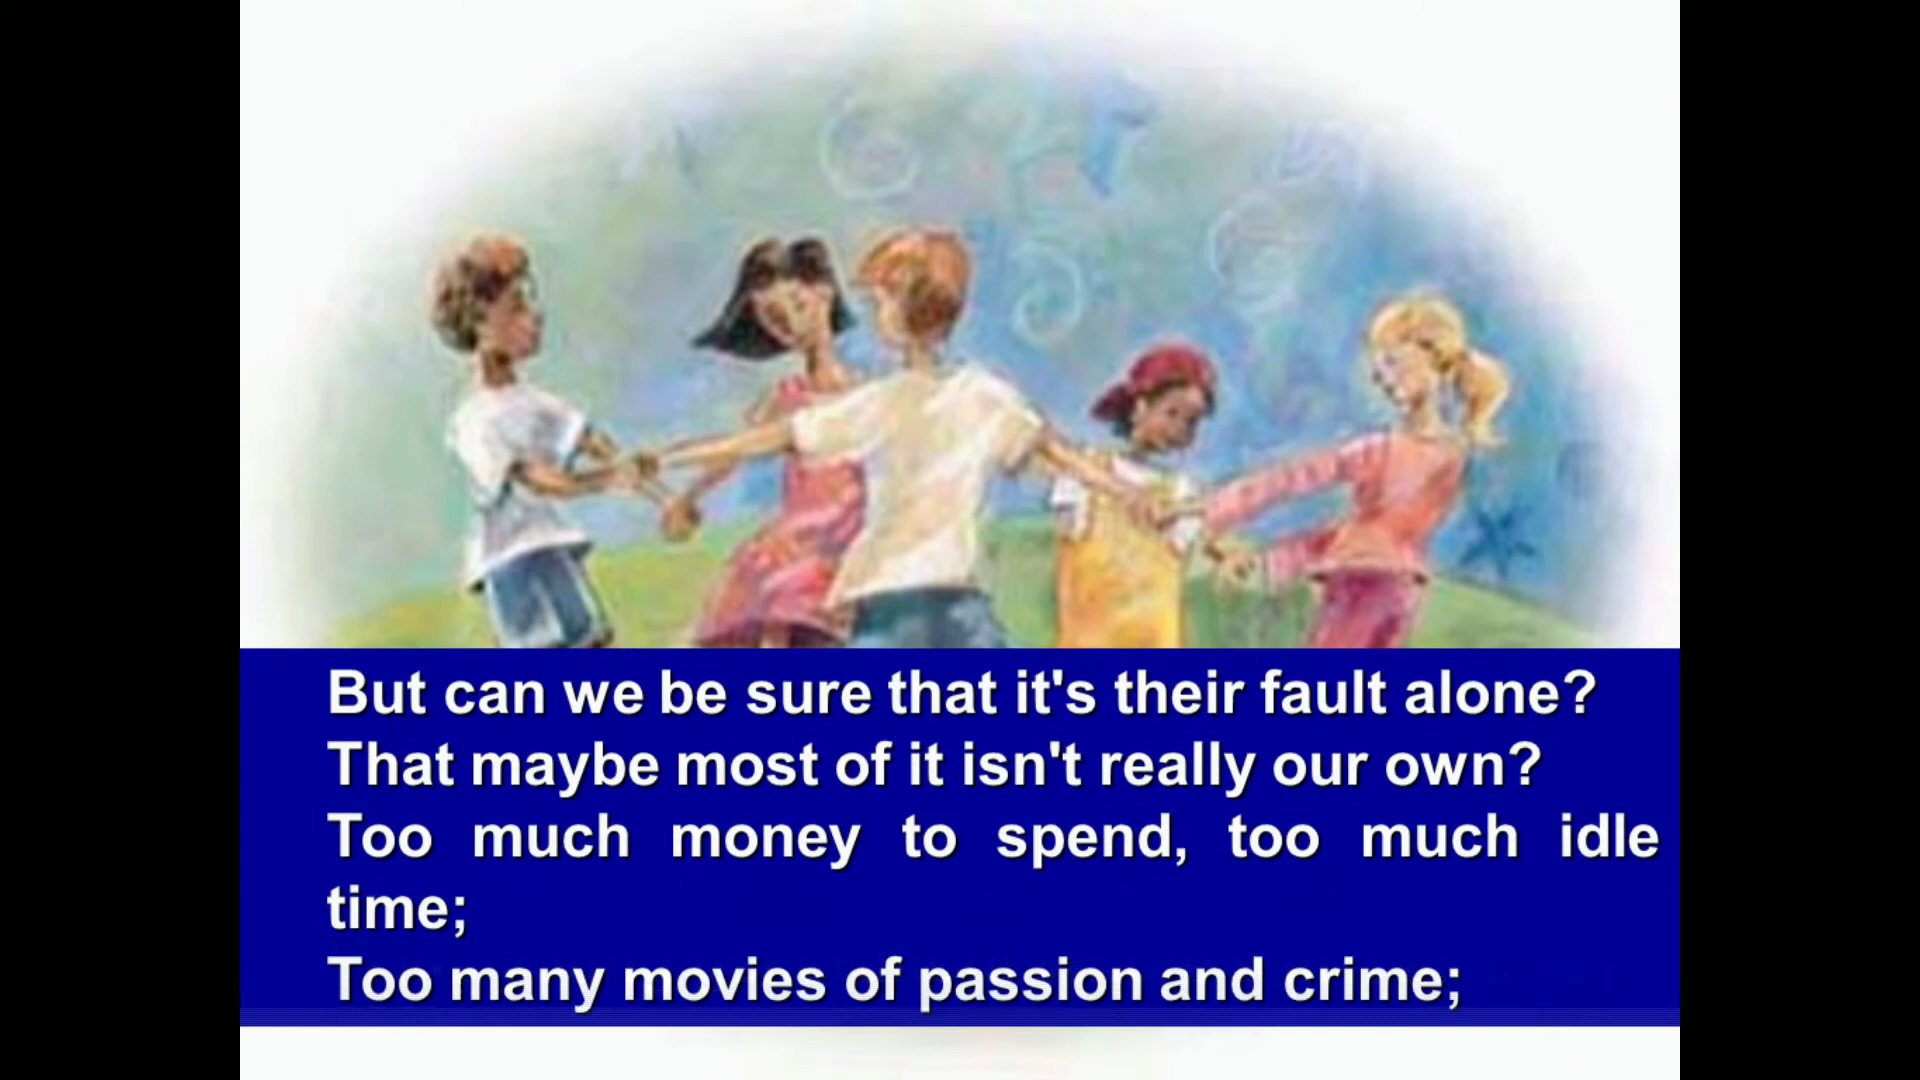 But can we be sure that it's their fault alone?
That maybe most of it isn't really our own?
Too much money to spend, too much idle
time;
Too many movies of passion and crime;